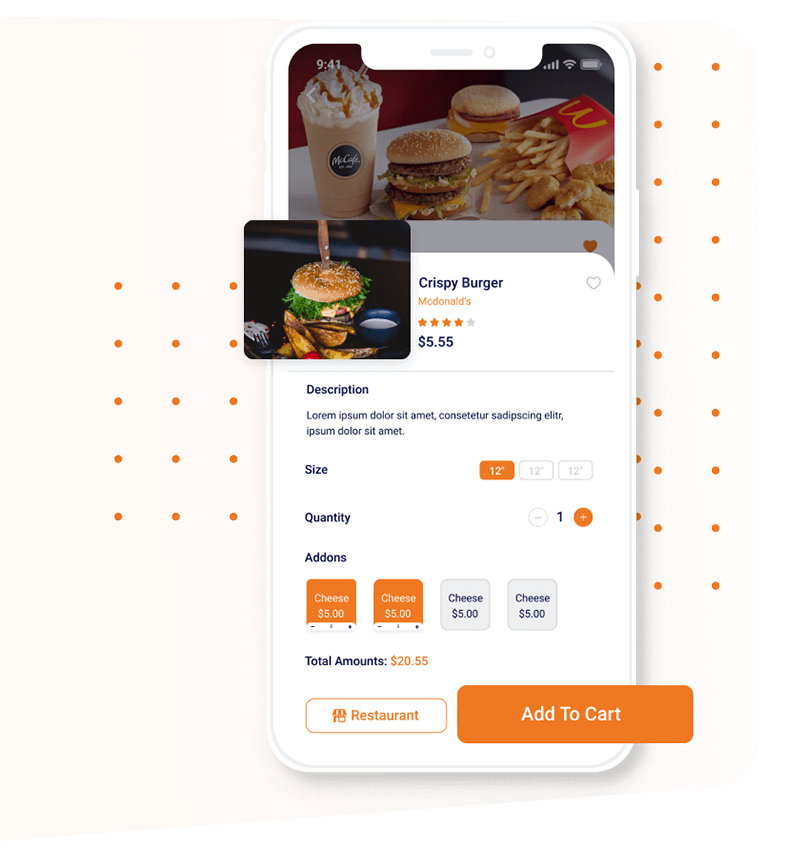 9:41
McCafé
Crispy Burger
Mcdonald's
$5.55
Description
Lorem ipsum dolor sit amet, consetetur sadipscing elitr,
ipsum dolor sit amet.
Size
12"
12"
12"
Quantity
− 1 +
Addons
Cheese
$5.00
Cheese
$5.00
Cheese
$5.00
Cheese
$5.00
Total Amounts: $20.55
Restaurant
Add To Cart